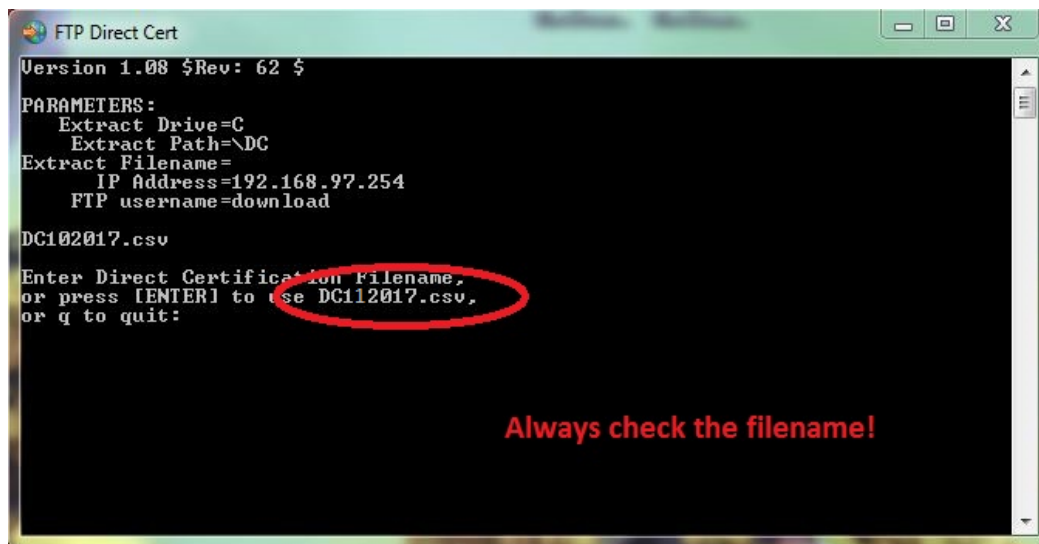 FTP Direct Cert
Version 1.08 $Rev: 62 $
PARAMETERS:
Extract Drive=C
Extract Path=\DC
Extract Filename=
IP Address=192.168.97.254
FTP username=download
DC102017.csv
Enter Direct Certification Filename,
or press [ENTER] to use DC112017.csv,
or q to quit:
Always check the filename!